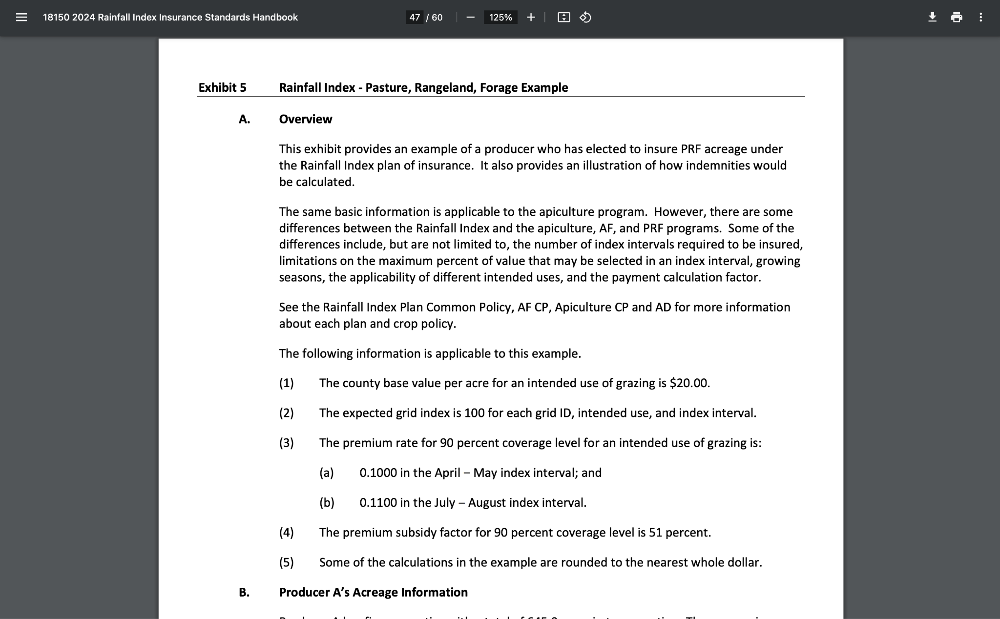 18150 2024 Rainfall Index Insurance Standards Handbook 47 / 60 125%
Exhibit 5 Rainfall Index - Pasture, Rangeland, Forage Example
A. Overview
This exhibit provides an example of a producer who has elected to insure PRF acreage under
the Rainfall Index plan of insurance. It also provides an illustration of how indemnities would
be calculated.
The same basic information is applicable to the apiculture program. However, there are some
differences between the Rainfall Index and the apiculture, AF, and PRF programs. Some of the
differences include, but are not limited to, the number of index intervals required to be insured,
limitations on the maximum percent of value that may be selected in an index interval, growing
seasons, the applicability of different intended uses, and the payment calculation factor.
See the Rainfall Index Plan Common Policy, AF CP, Apiculture CP and AD for more information
about each plan and crop policy.
The following information is applicable to this example.
(1) The county base value per acre for an intended use of grazing is $20.00.
(2) The expected grid index is 100 for each grid ID, intended use, and index interval.
(3) The premium rate for 90 percent coverage level for an intended use of grazing is:
(a) 0.1000 in the April – May index interval; and
(b) 0.1100 in the July – August index interval.
(4) The premium subsidy factor for 90 percent coverage level is 51 percent.
(5) Some of the calculations in the example are rounded to the nearest whole dollar.
B. Producer A’s Acreage Information